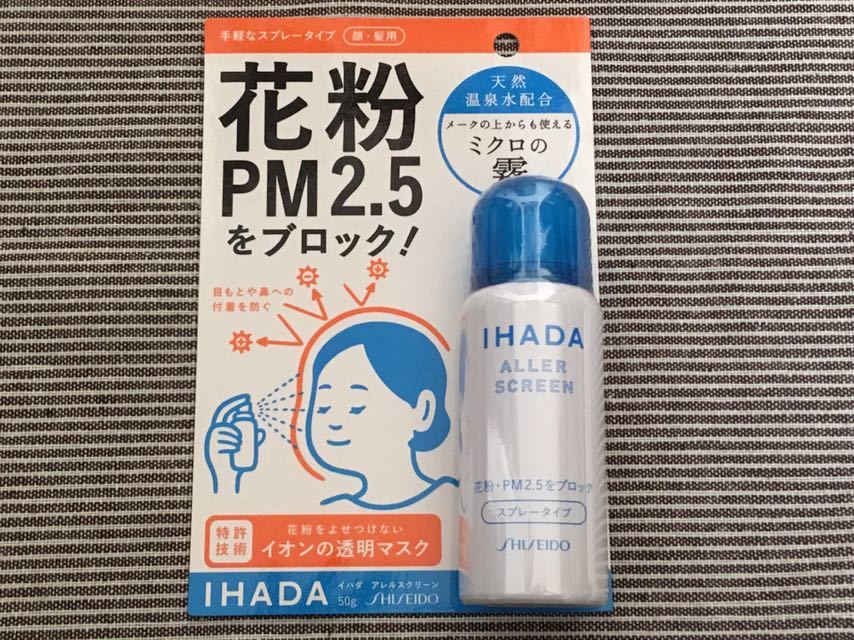 手軽なスプレータイプ 顔・髪用
花粉
PM2.5
をブロック!
天然
温泉水配合
メークの上からも使える
ミクロの
霧
目もとや鼻への
付着を防ぐ
特許
技術
花粉をよせつけない
イオンの透明マスク
IHADA イハダ アレルスクリーン
50g SHISEIDO
IHADA
ALLER
SCREEN
花粉・PM2.5をブロック
スプレータイプ
SHISEIDO